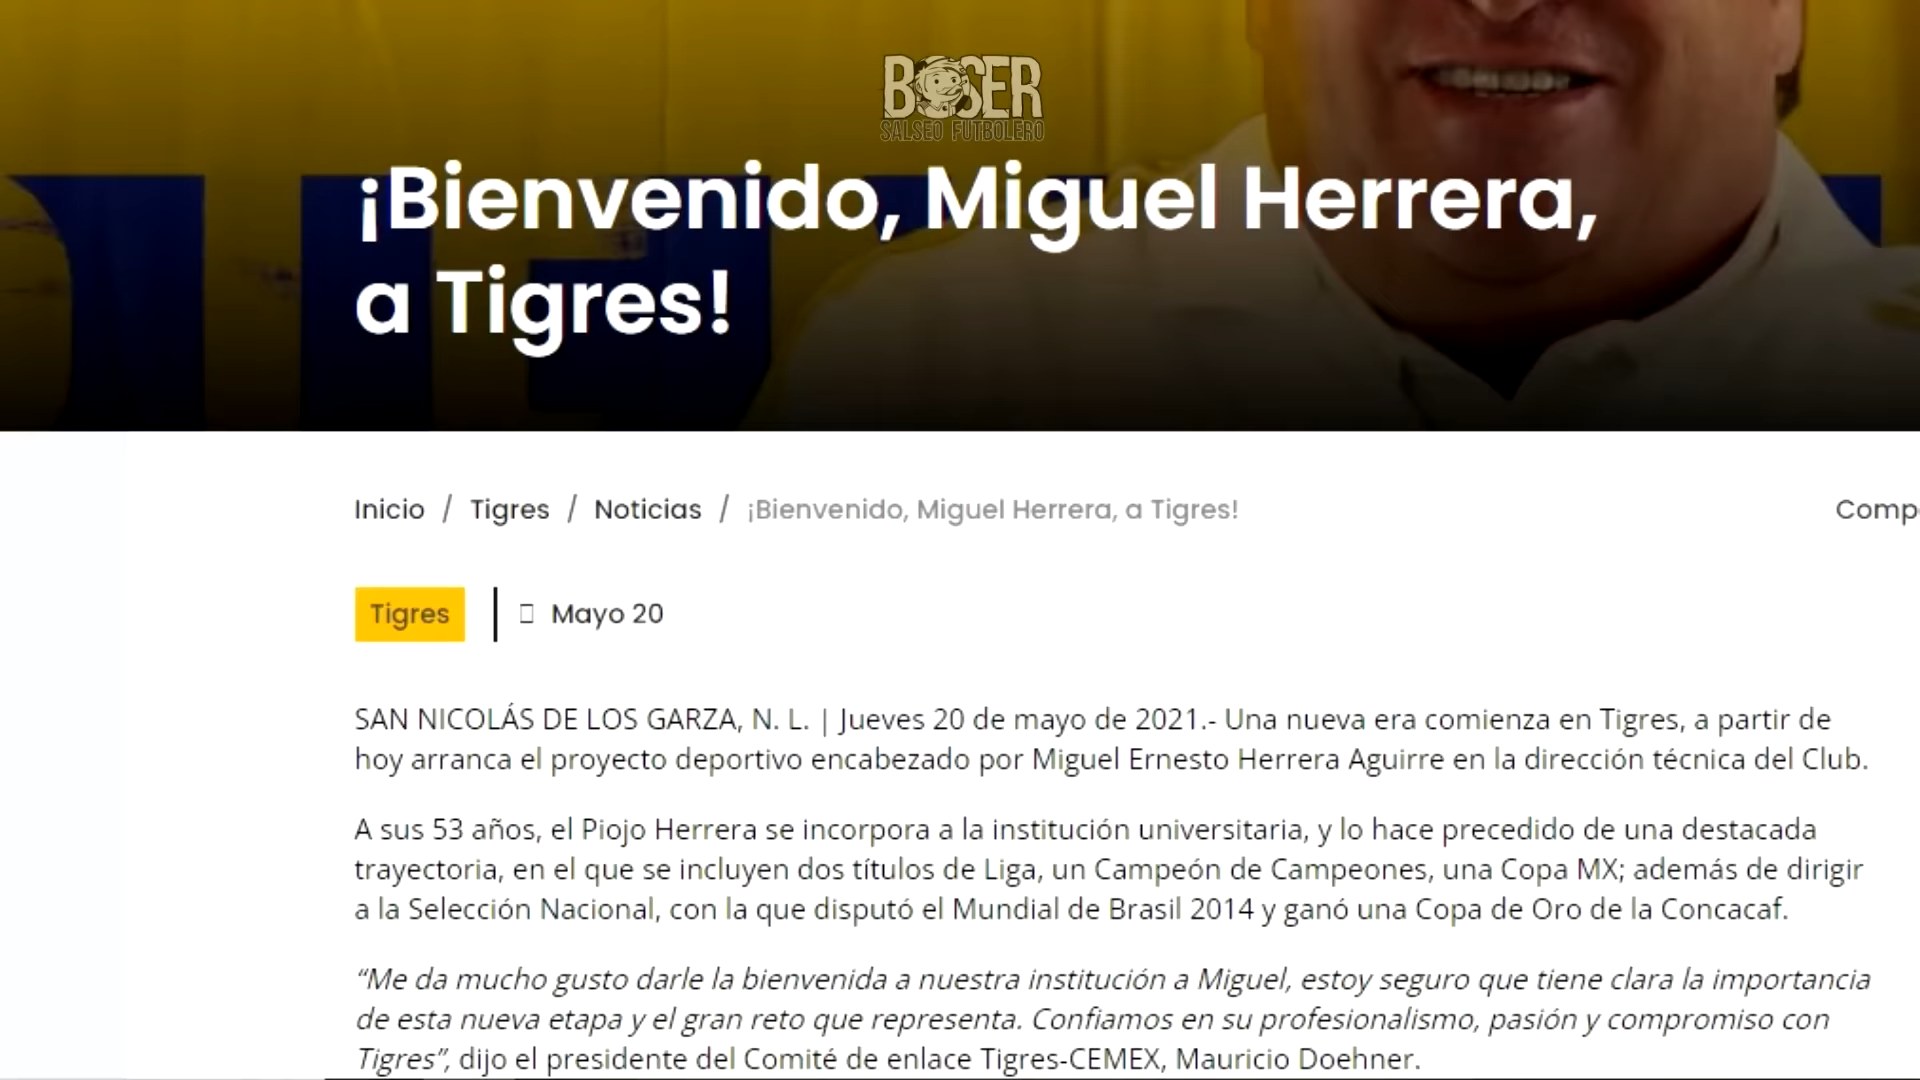 BOSER
SALSEO FUTBOLERO
¡Bienvenido, Miguel Herrera,
a Tigres!
Inicio / Tigres / Noticias / ¡Bienvenido, Miguel Herrera, a Tigres!
Tigres | Mayo 20
SAN NICOLÁS DE LOS GARZA, N. L. | Jueves 20 de mayo de 2021.- Una nueva era comienza en Tigres, a partir de
hoy arranca el proyecto deportivo encabezado por Miguel Ernesto Herrera Aguirre en la dirección técnica del Club.
A sus 53 años, el Piojo Herrera se incorpora a la institución universitaria, y lo hace precedido de una destacada
trayectoria, en el que se incluyen dos títulos de Liga, un Campeón de Campeones, una Copa MX; además de dirigir
a la Selección Nacional, con la que disputó el Mundial de Brasil 2014 y ganó una Copa de Oro de la Concacaf.
“Me da mucho gusto darle la bienvenida a nuestra institución a Miguel, estoy seguro que tiene clara la importancia
de esta nueva etapa y el gran reto que representa. Confiamos en su profesionalismo, pasión y compromiso con
Tigres”, dijo el presidente del Comité de enlace Tigres-CEMEX, Mauricio Doehner.